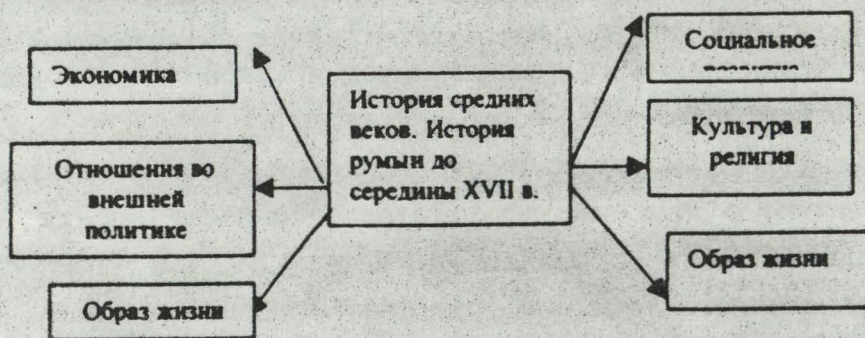 Экономика
Отношения во
внешней
политике
Образ жизни
История средних
веков. История
румын до
середины XVII в.
Социальное
Культура и
религия
Образ жизни